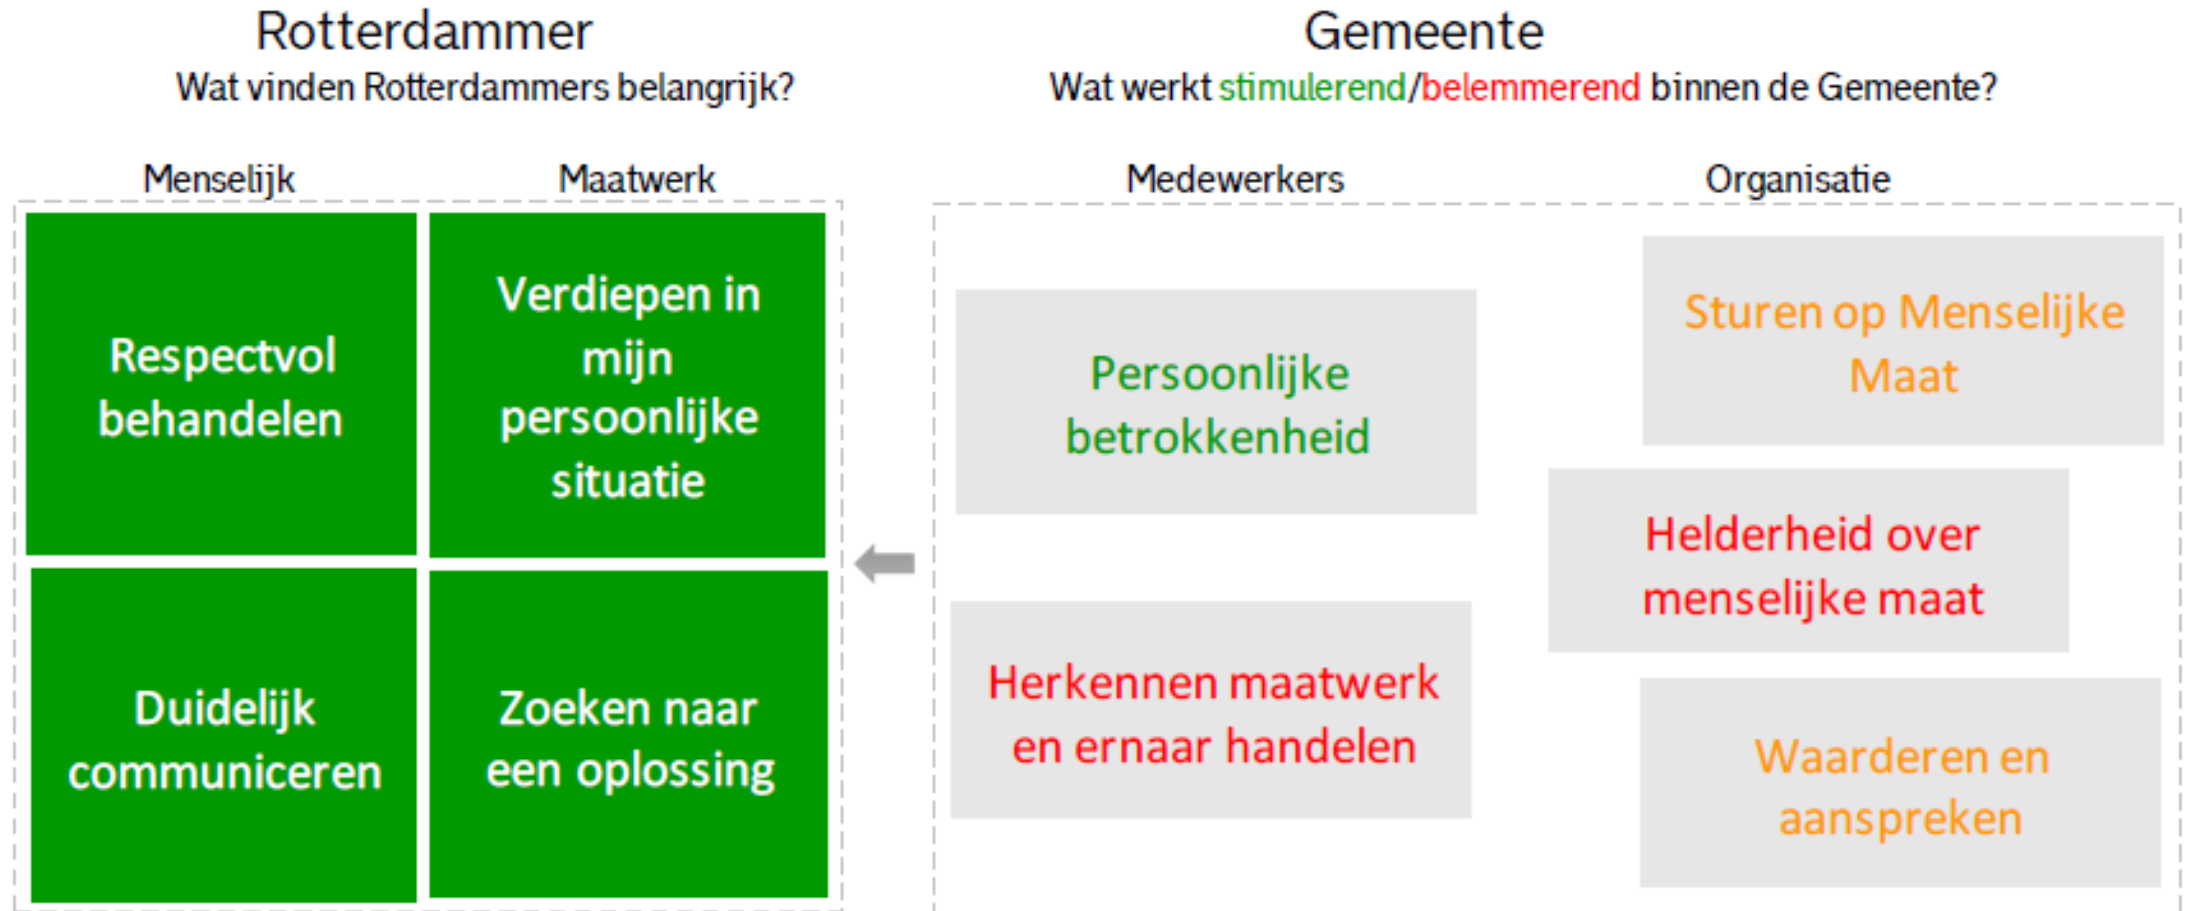 Rotterdammer
Wat vinden Rotterdammers belangrijk?
Menselijk
Maatwerk
Respectvol
behandelen
Verdiepen in
mijn
persoonlijke
situatie
Duidelijk
communiceren
Zoeken naar
een oplossing
Gemeente
Wat werkt stimulerend/belemmerend binnen de Gemeente?
Medewerkers
Organisatie
Persoonlijke
betrokkenheid
Herkennen maatwerk
en ernaar handelen
Sturen op Menselijke
Maat
Helderheid over
menselijke maat
Waarderen en
aanspreken